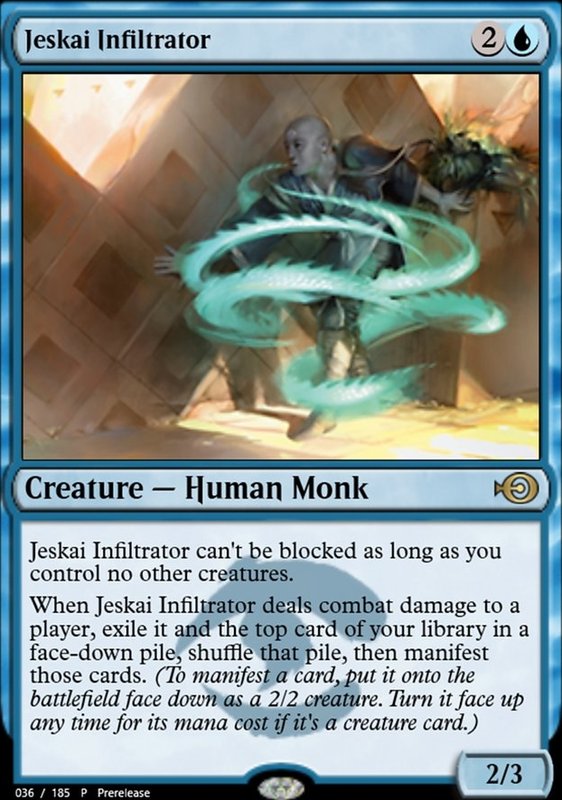 Jeskai Infiltrator 2
Creature — Human Monk
Jeskai Infiltrator can't be blocked as long as you
control no other creatures.
When Jeskai Infiltrator deals combat damage to a
player, exile it and the top card of your library in a
face-down pile, shuffle that pile, then manifest
those cards. (To manifest a card, put it onto the
battlefield face down as a 2/2 creature. Turn it face up
any time for its mana cost if it's a creature card.)
2/3
036 / 185 P Prerelease